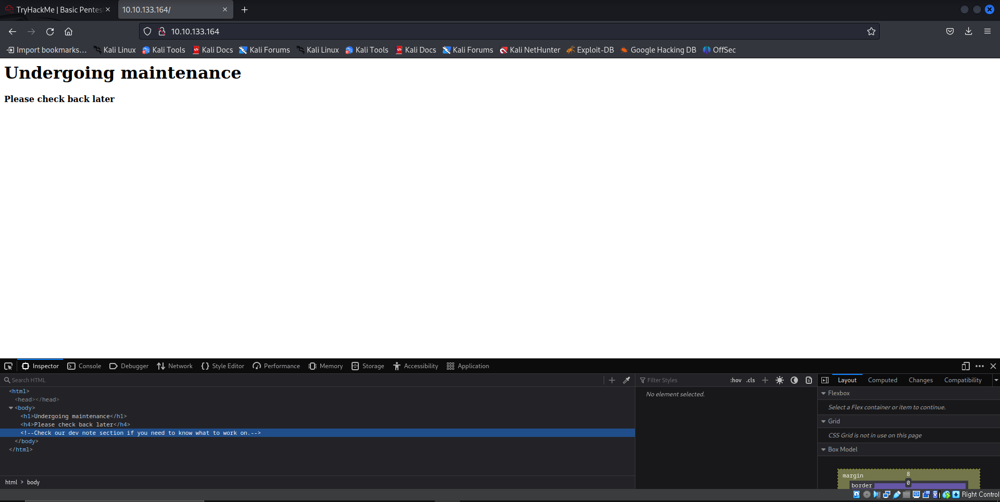 TryHackMe | Basic Pentes
10.10.133.164/
10.10.133.164
Import bookmarks... Kali Linux Kali Tools Kali Docs Kali Forums Kali Linux Kali Tools Kali Docs Kali Forums Kali NetHunter Exploit-DB Google Hacking DB OffSec
Undergoing maintenance
Please check back later
Inspector Console Debugger Network Style Editor Performance Memory Storage Accessibility Application
Search HTML
<html>
<head></head>
<body>
<h1>Undergoing maintenance</h1>
<h4>Please check back later</h4>
<!--Check our dev note section if you need to know what to work on.-->
</body>
</html>
html > body
Filter Styles :hov .cls
No element selected.
Layout Computed Changes Compatibility
Flexbox
Select a Flex container or item to continue.
Grid
CSS Grid is not in use on this page
Box Model
margin 8
border 0
Right Control